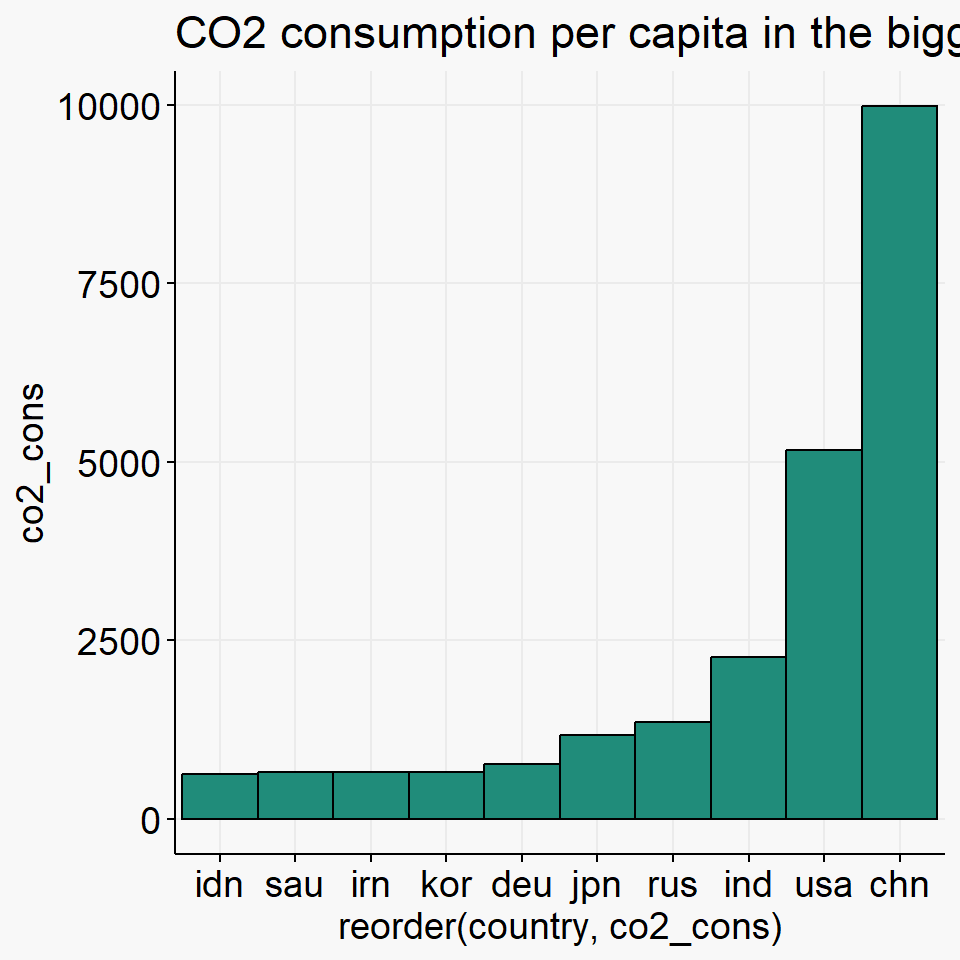 CO2 consumption per capita in the bigg
10000
7500
5000
2500
0
co2_cons
idn sau irn kor deu jpn rus ind usa chn
reorder(country, co2_cons)